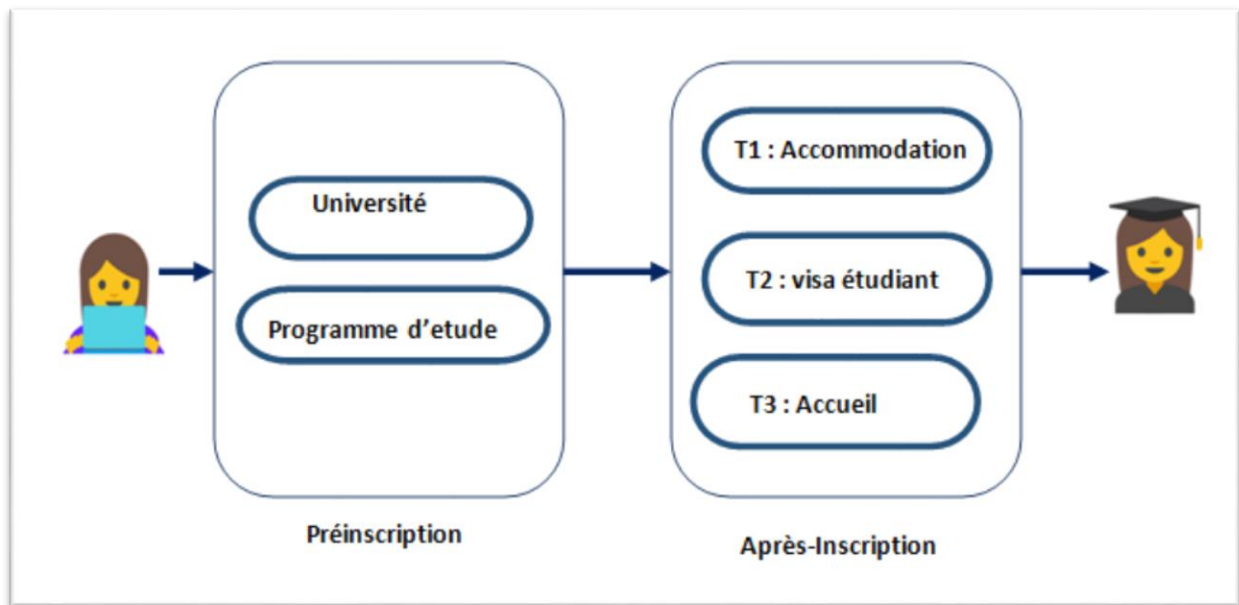 Université
Programme d'etude
Préinscription
T1 : Accommodation
T2 : visa étudiant
T3 : Accueil
Après-Inscription